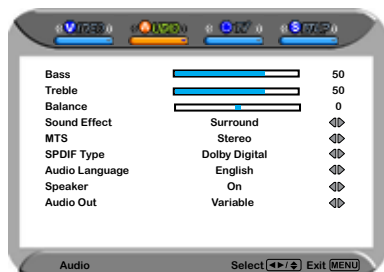 VIDEO AUDIO DTV SETUP
Bass 50
Treble 50
Balance 0
Sound Effect Surround
MTS Stereo
SPDIF Type Dolby Digital
Audio Language English
Speaker On
Audio Out Variable
Audio Select ◄►/ Exit MENU